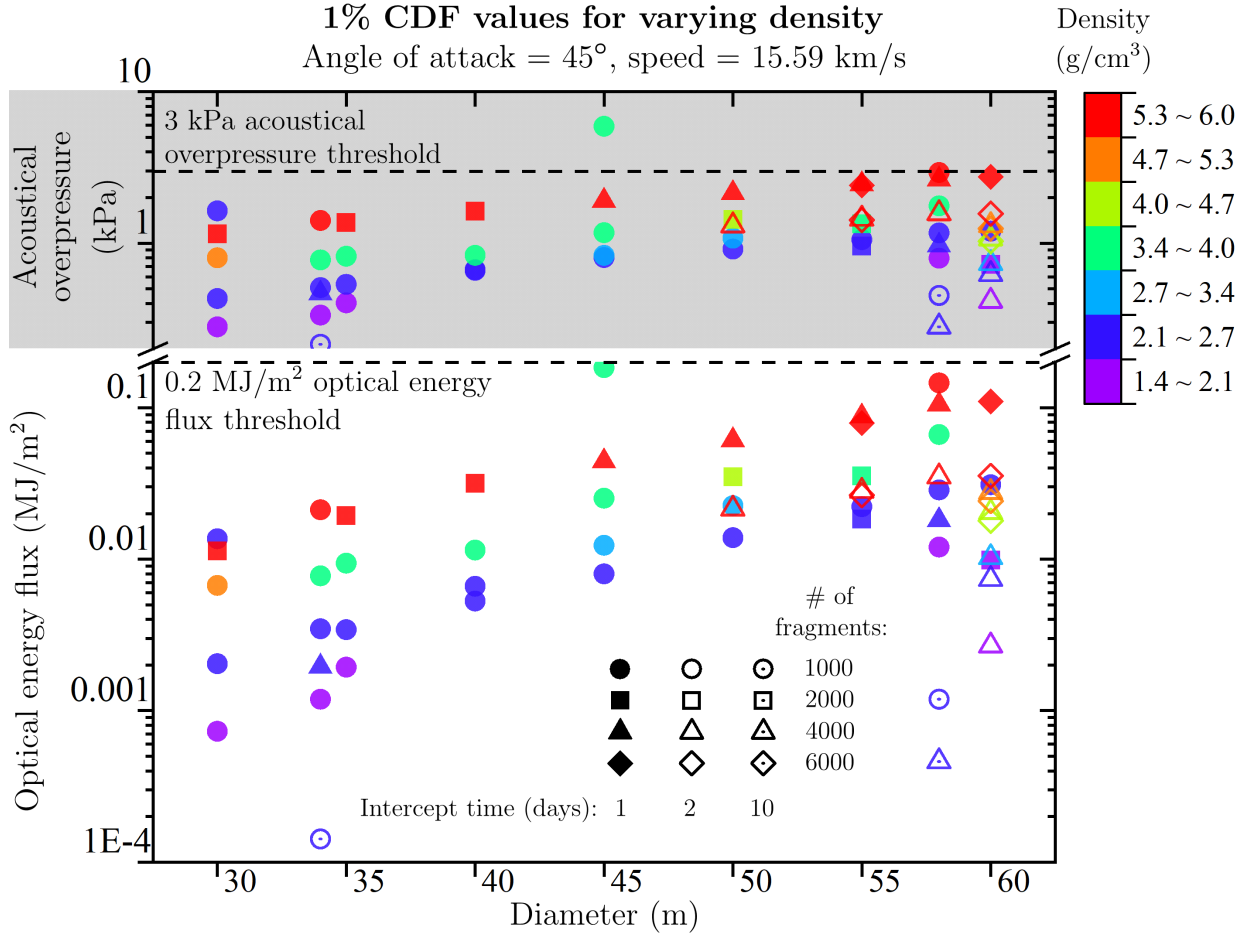 1% CDF values for varying density
Angle of attack = 45°, speed = 15.59 km/s
Density
(g/cm³)
5.3 ~ 6.0
4.7 ~ 5.3
4.0 ~ 4.7
3.4 ~ 4.0
2.7 ~ 3.4
2.1 ~ 2.7
1.4 ~ 2.1
Acoustical
overpressure
(kPa)
10
1
3 kPa acoustical
overpressure threshold
Optical energy flux (MJ/m²)
0.1
0.01
0.001
1E-4
0.2 MJ/m² optical energy
flux threshold
# of
fragments:
1000
2000
4000
6000
Intercept time (days): 1 2 10
30 35 40 45 50 55 60
Diameter (m)